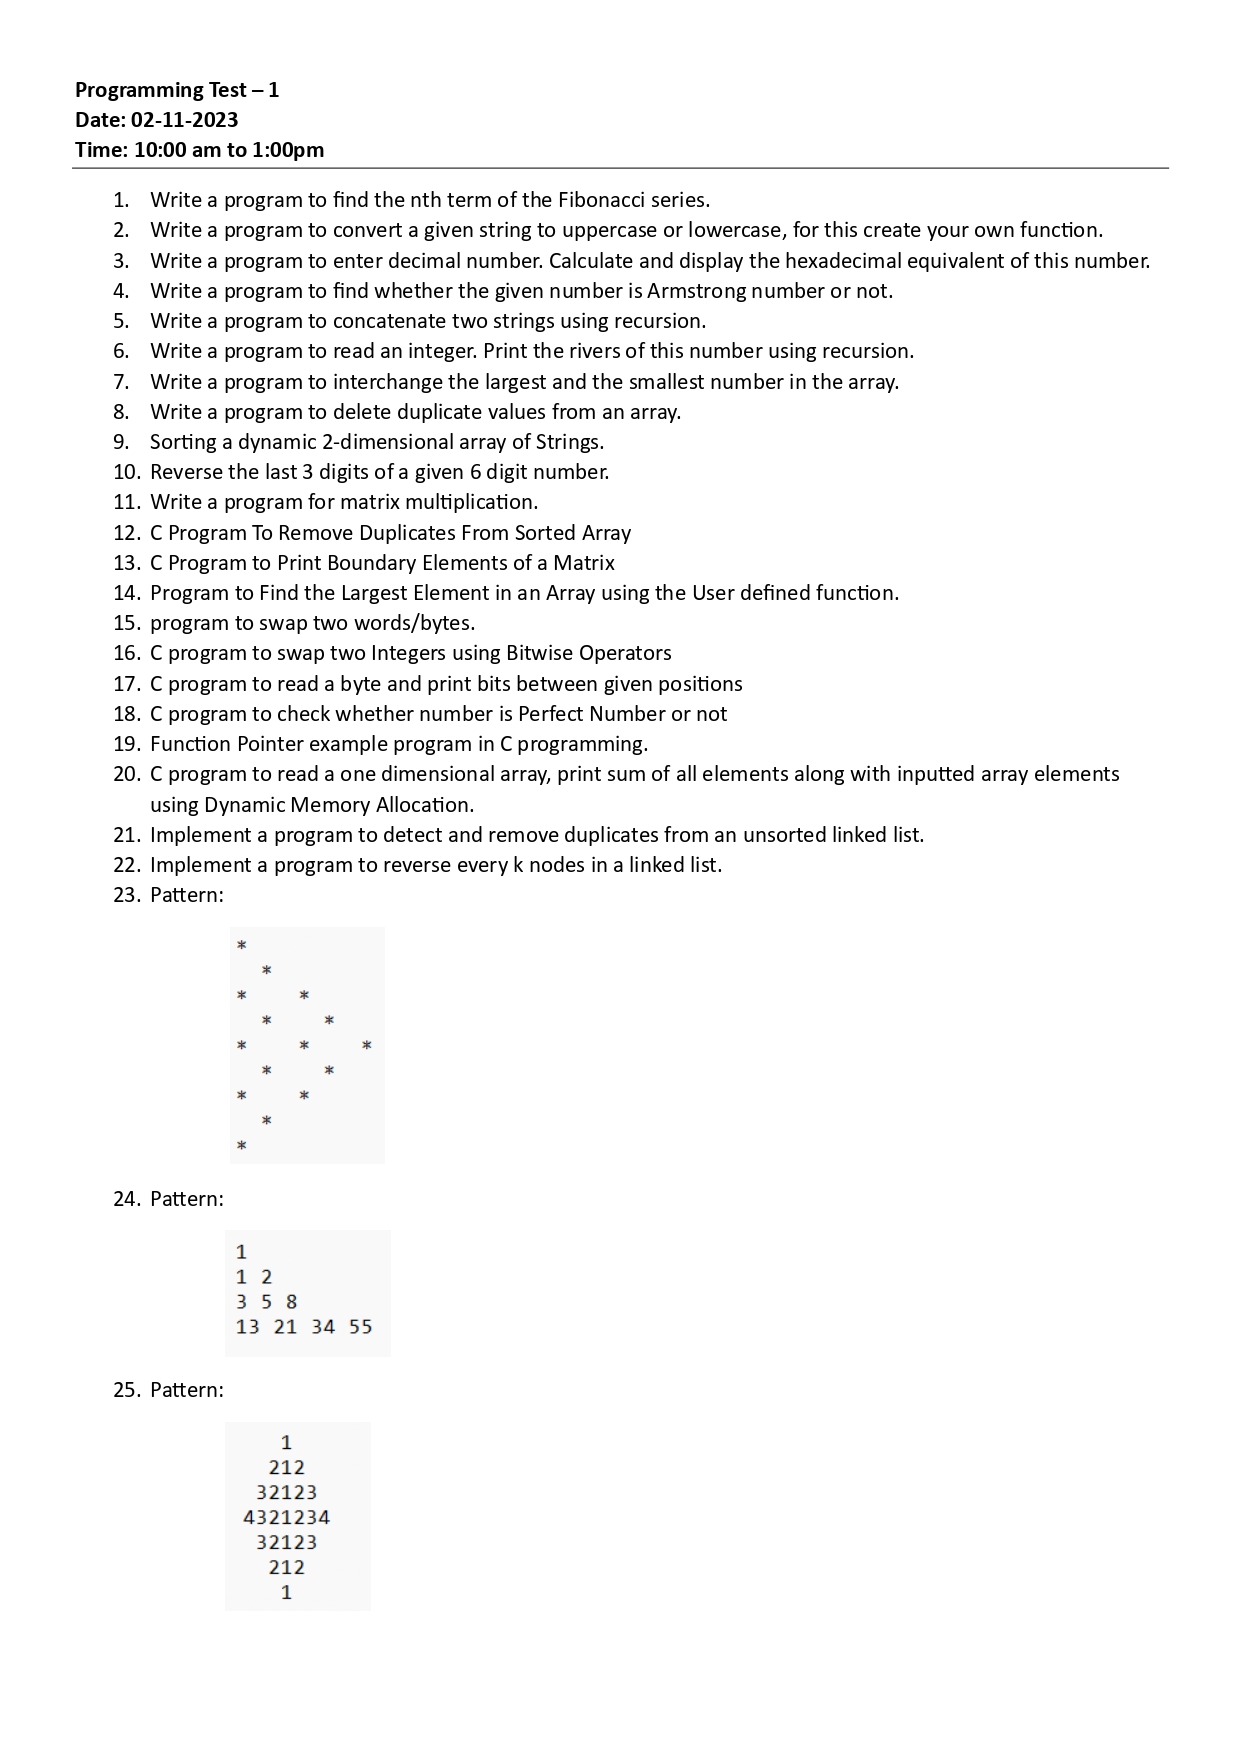 Programming Test – 1
Date: 02-11-2023
Time: 10:00 am to 1:00pm
1. Write a program to find the nth term of the Fibonacci series.
2. Write a program to convert a given string to uppercase or lowercase, for this create your own function.
3. Write a program to enter decimal number. Calculate and display the hexadecimal equivalent of this number.
4. Write a program to find whether the given number is Armstrong number or not.
5. Write a program to concatenate two strings using recursion.
6. Write a program to read an integer. Print the rivers of this number using recursion.
7. Write a program to interchange the largest and the smallest number in the array.
8. Write a program to delete duplicate values from an array.
9. Sorting a dynamic 2-dimensional array of Strings.
10. Reverse the last 3 digits of a given 6 digit number.
11. Write a program for matrix multiplication.
12. C Program To Remove Duplicates From Sorted Array
13. C Program to Print Boundary Elements of a Matrix
14. Program to Find the Largest Element in an Array using the User defined function.
15. program to swap two words/bytes.
16. C program to swap two Integers using Bitwise Operators
17. C program to read a byte and print bits between given positions
18. C program to check whether number is Perfect Number or not
19. Function Pointer example program in C programming.
20. C program to read a one dimensional array, print sum of all elements along with inputted array elements
using Dynamic Memory Allocation.
21. Implement a program to detect and remove duplicates from an unsorted linked list.
22. Implement a program to reverse every k nodes in a linked list.
23. Pattern:
*
  *
*    *
  *    *
*    *    *
  *    *
*    *
  *
*
24. Pattern:
1
1 2
3 5 8
13 21 34 55
25. Pattern:
   1
  212
 32123
4321234
 32123
  212
   1